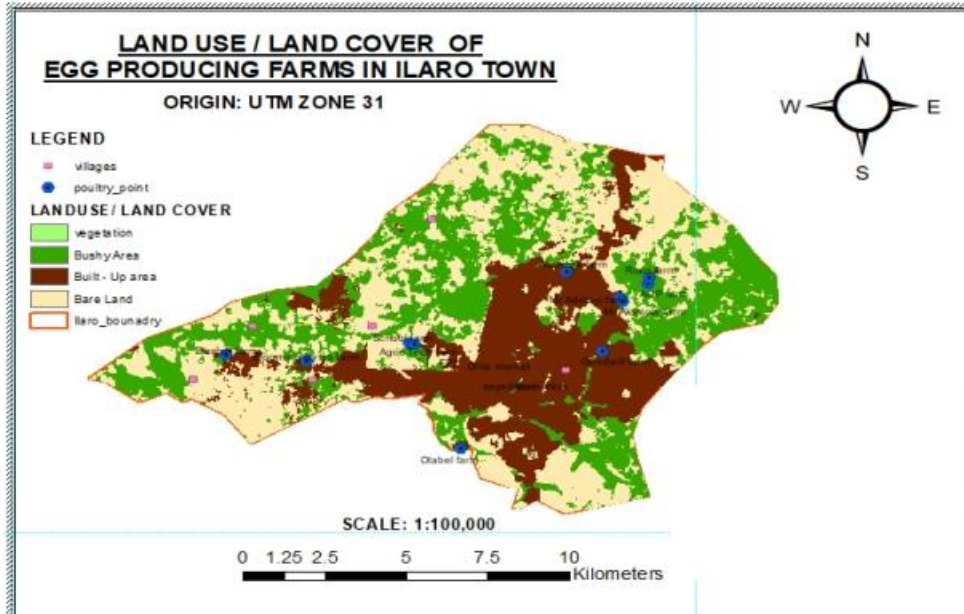 LAND USE / LAND COVER OF
EGG PRODUCING FARMS IN ILARO TOWN
ORIGIN: UTM ZONE 31
N
W E
S
LEGEND
villages
poultry_point
LANDUSE/ LAND COVER
vegetation
Bushy Area
Built - Up area
Bare Land
Ilaro_bounadry
Olabel farm
SCALE: 1:100,000
0 1.25 2.5 5 7.5 10
Kilometers